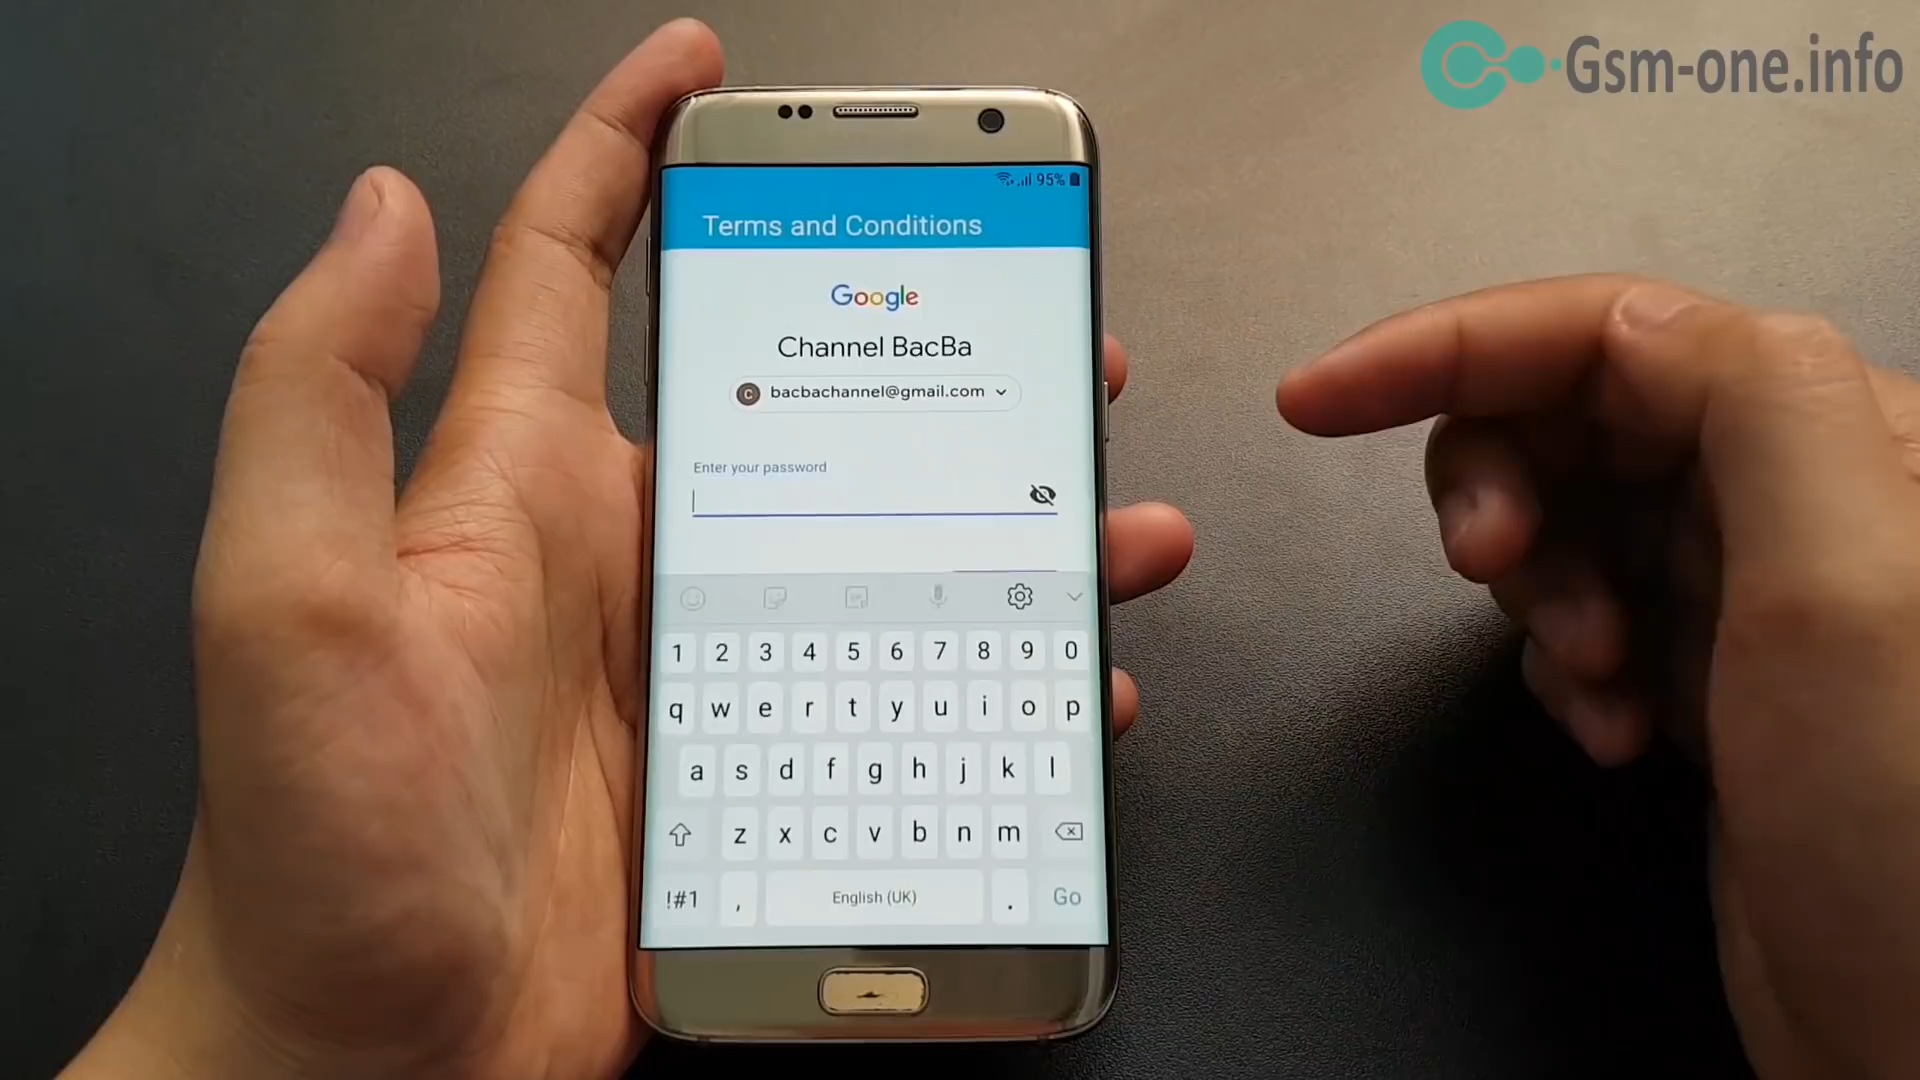 Gsm-one.info
95%
Terms and Conditions
Google
Channel BacBa
C bacbachannel@gmail.com
Enter your password
1 2 3 4 5 6 7 8 9 0
q w e r t y u i o p
a s d f g h j k l
z x c v b n m
!#1 , English (UK) . Go